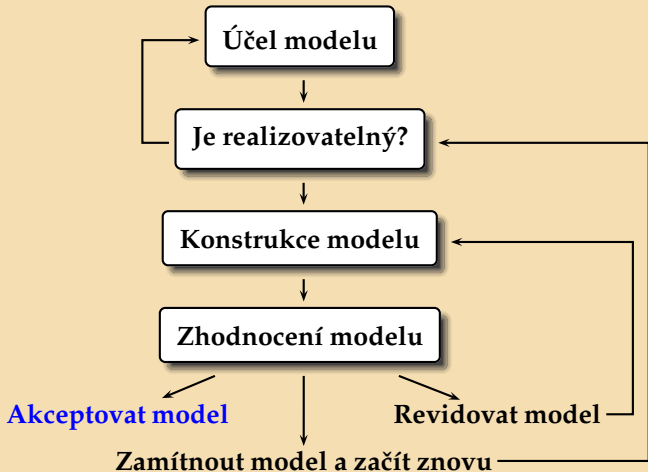 Účel modelu
Je realizovatelný?
Konstrukce modelu
Zhodnocení modelu
Akceptovat model
Revidovat model
Zamítnout model a začít znovu